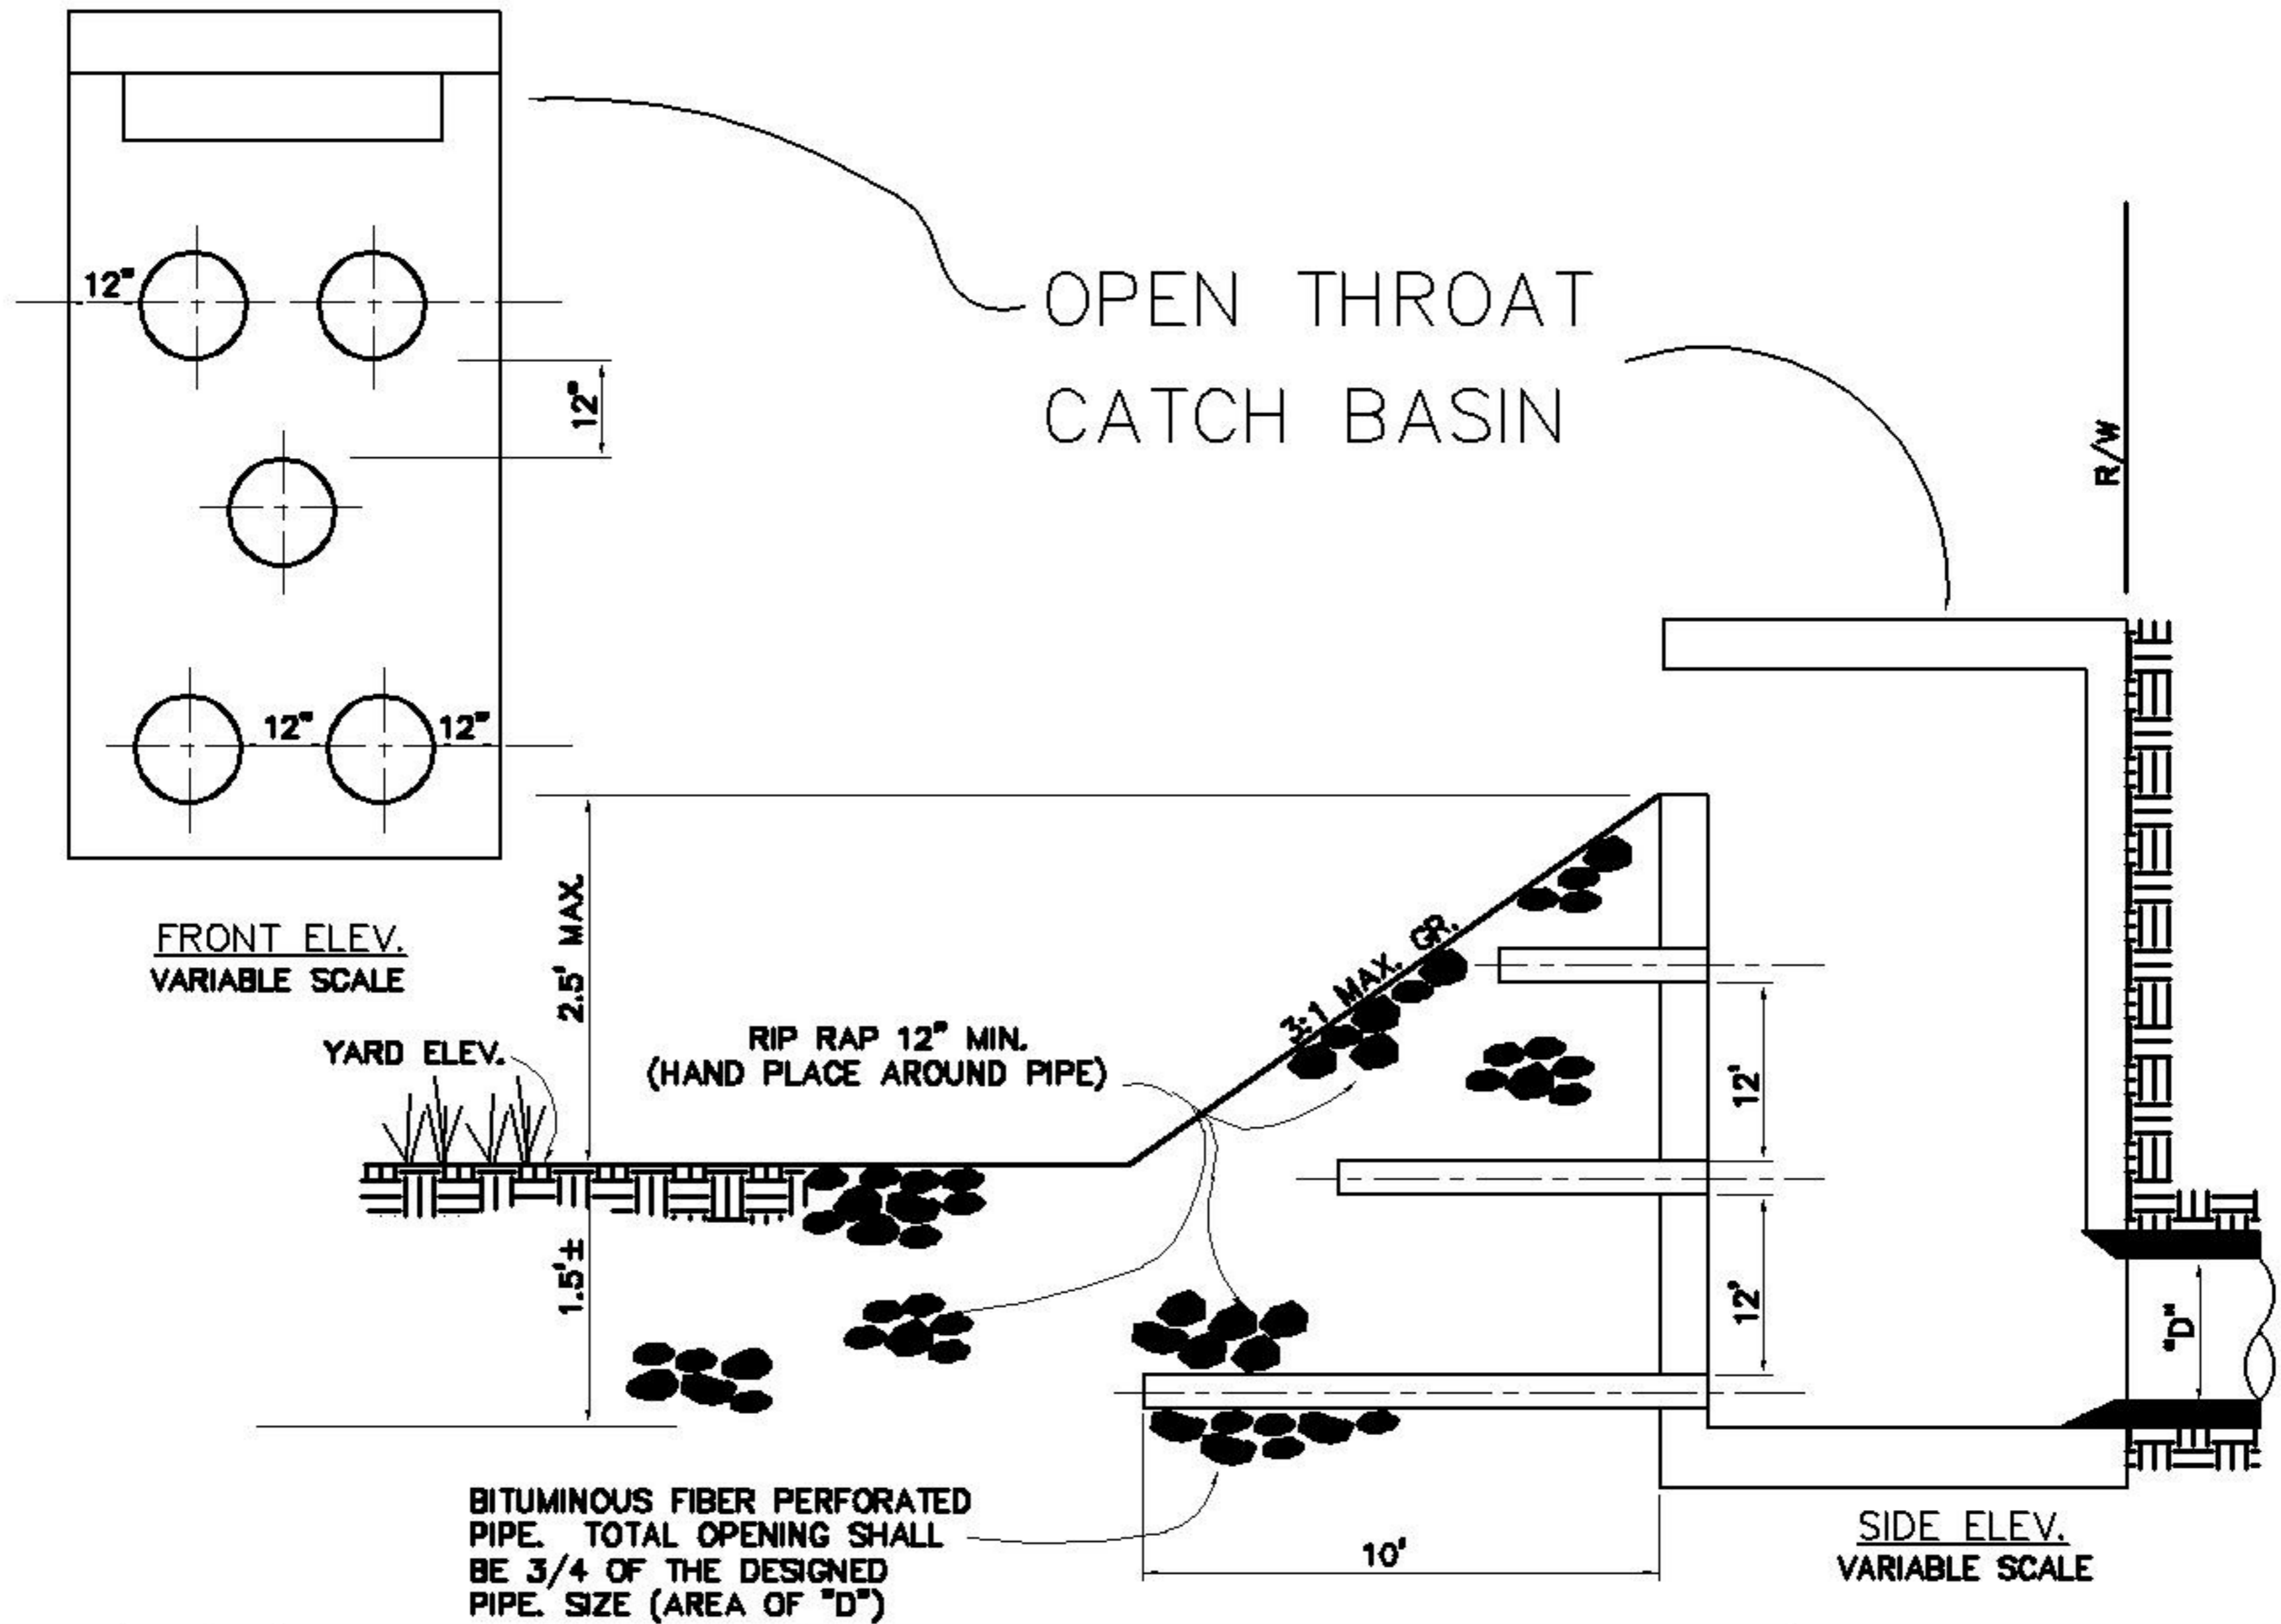 12"
12"
12"
12"
FRONT ELEV.
VARIABLE SCALE
OPEN THROAT
CATCH BASIN
R/W
2.5' MAX.
3:1 MAX. GR.
YARD ELEV.
RIP RAP 12" MIN.
(HAND PLACE AROUND PIPE)
12'
12'
1.5'±
"D"
BITUMINOUS FIBER PERFORATED
PIPE. TOTAL OPENING SHALL
BE 3/4 OF THE DESIGNED
PIPE. SIZE (AREA OF "D")
10'
SIDE ELEV.
VARIABLE SCALE